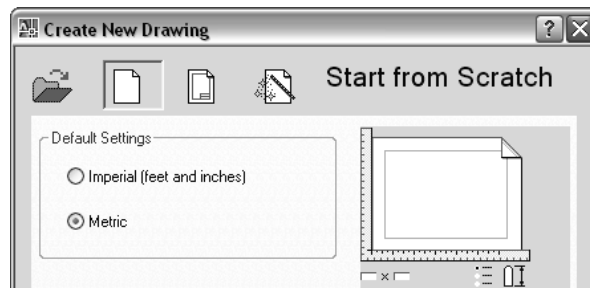 Create New Drawing
Start from Scratch
Default Settings
Imperial (feet and inches)
Metric